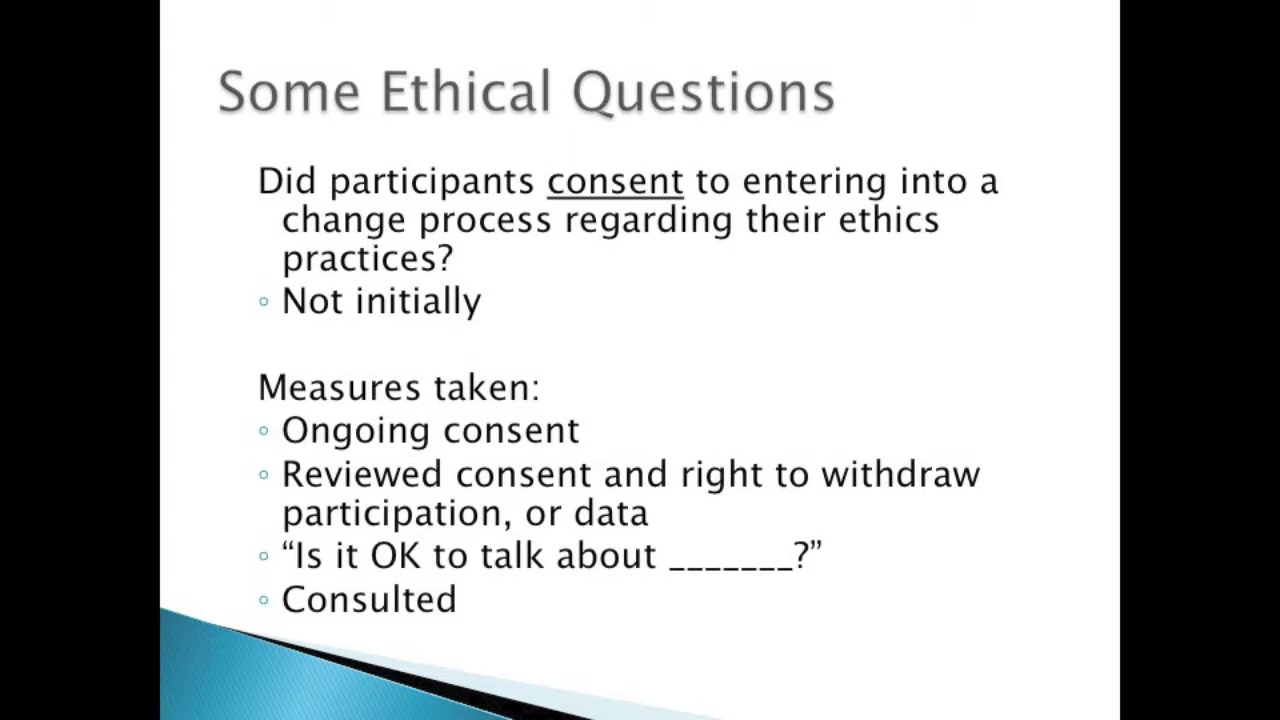 Some Ethical Questions
Did participants consent to entering into a
change process regarding their ethics
practices?
◦ Not initially
Measures taken:
◦ Ongoing consent
◦ Reviewed consent and right to withdraw
participation, or data
◦ “Is it OK to talk about _______?”
◦ Consulted